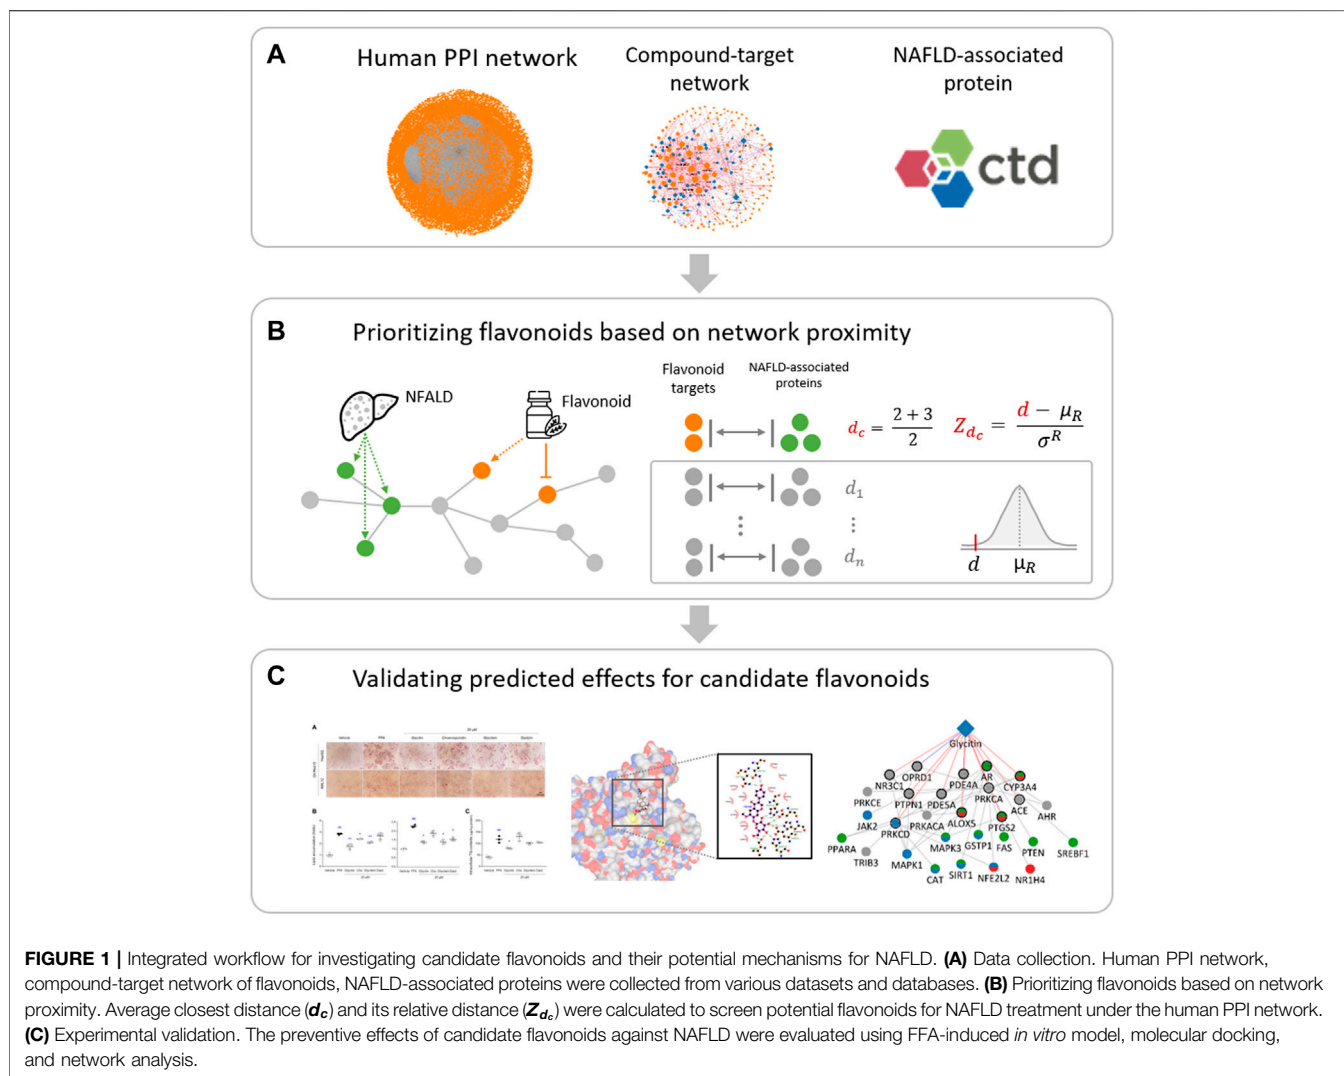 A
Human PPI network
Compound-target
network
NAFLD-associated
protein
ctd
B
Prioritizing flavonoids based on network proximity
NFALD
Flavonoid
Flavonoid
targets
NAFLD-associated
proteins
d_c = (2 + 3)/2
Z_{d_c} = (d − μ_R)/σ^R
d_1
⋮
d_n
d
μ_R
C
Validating predicted effects for candidate flavonoids
A
Vehicle FFA
B
C
Glycitin
NR3C1
OPRD1
PDE4A
AR
CYP3A4
PRKCE
PTPN1
PDE5A
PRKCA
ACE
AHR
JAK2
PRKCD
PRKACA
ALOX5
PTGS2
PPARA
TRIB3
MAPK1
MAPK3
GSTP1
FAS
PTEN
SREBF1
CAT
SIRT1
NFE2L2
NR1H4
FIGURE 1 | Integrated workflow for investigating candidate flavonoids and their potential mechanisms for NAFLD. (A) Data collection. Human PPI network,
compound-target network of flavonoids, NAFLD-associated proteins were collected from various datasets and databases. (B) Prioritizing flavonoids based on network
proximity. Average closest distance (d_c) and its relative distance (Z_{d_c}) were calculated to screen potential flavonoids for NAFLD treatment under the human PPI network.
(C) Experimental validation. The preventive effects of candidate flavonoids against NAFLD were evaluated using FFA-induced in vitro model, molecular docking,
and network analysis.